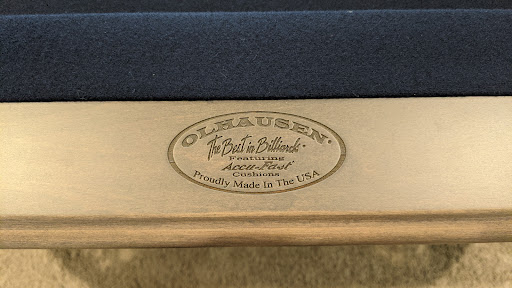 OLHAUSEN®
The Best in Billiards®
Featuring
Accu-Fast®
Cushions
Proudly Made In The USA